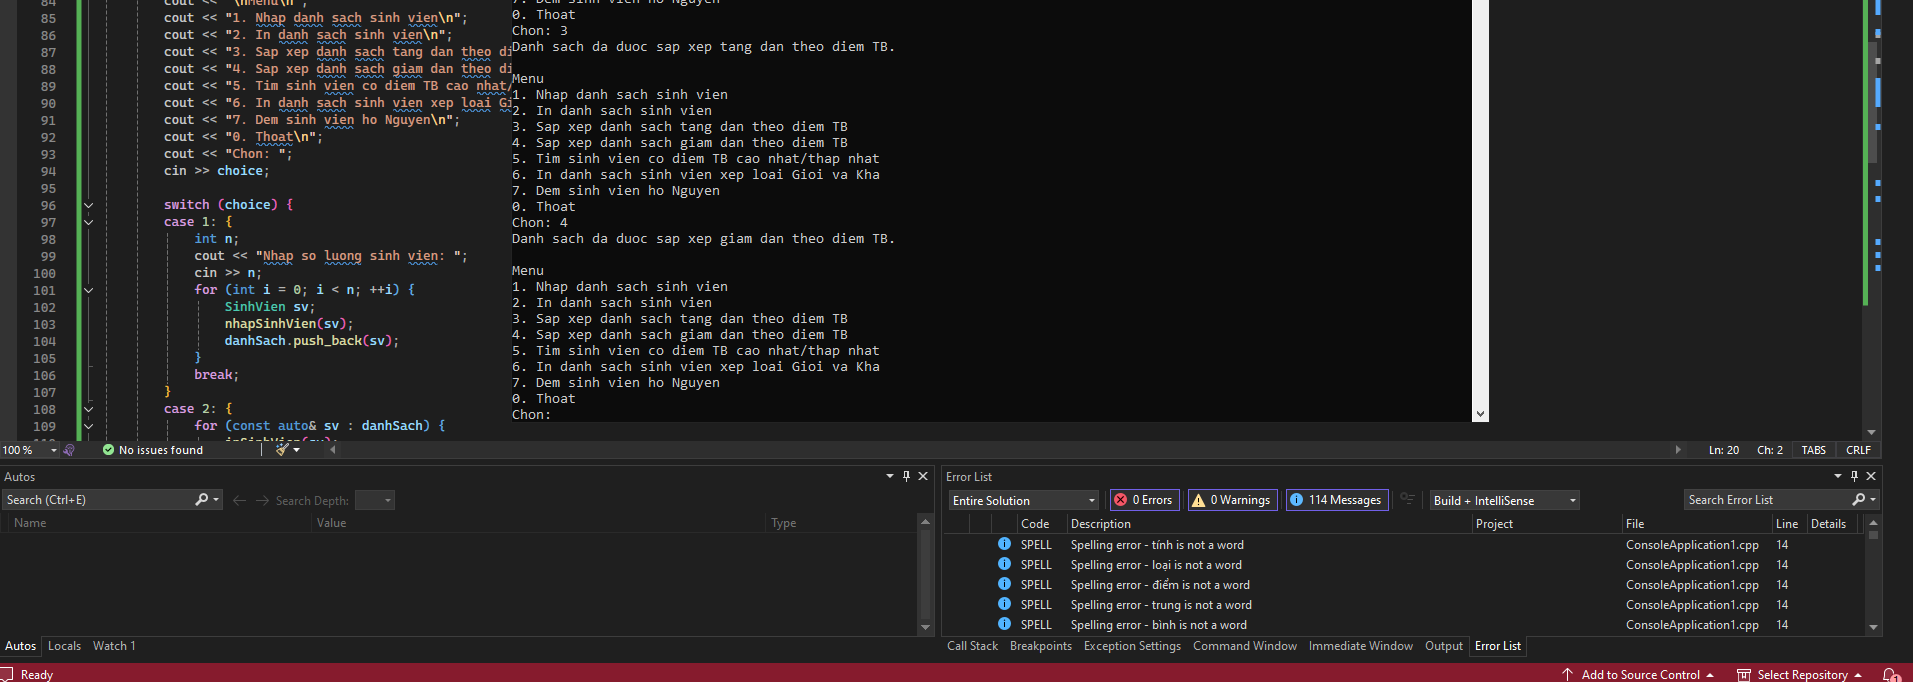 84 cout << "\nMenu\n";
85 cout << "1. Nhap danh sach sinh vien\n";
86 cout << "2. In danh sach sinh vien\n";
87 cout << "3. Sap xep danh sach tang dan theo
88 cout << "4. Sap xep danh sach giam dan theo
89 cout << "5. Tim sinh vien co diem TB cao nhat/
90 cout << "6. In danh sach sinh vien xep loai
91 cout << "7. Dem sinh vien ho Nguyen\n";
92 cout << "0. Thoat\n";
93 cout << "Chon: ";
94 cin >> choice;
95
96 switch (choice) {
97 case 1: {
98 int n;
99 cout << "Nhap so luong sinh vien: ";
100 cin >> n;
101 for (int i = 0; i < n; ++i) {
102 SinhVien sv;
103 nhapSinhVien(sv);
104 danhSach.push_back(sv);
105 }
106 break;
107 }
108 case 2: {
109 for (const auto& sv : danhSach) {
7. Dem sinh vien ho Nguyen
0. Thoat
Chon: 3
Danh sach da duoc sap xep tang dan theo diem TB.
Menu
1. Nhap danh sach sinh vien
2. In danh sach sinh vien
3. Sap xep danh sach tang dan theo diem TB
4. Sap xep danh sach giam dan theo diem TB
5. Tim sinh vien co diem TB cao nhat/thap nhat
6. In danh sach sinh vien xep loai Gioi va Kha
7. Dem sinh vien ho Nguyen
0. Thoat
Chon: 4
Danh sach da duoc sap xep giam dan theo diem TB.
Menu
1. Nhap danh sach sinh vien
2. In danh sach sinh vien
3. Sap xep danh sach tang dan theo diem TB
4. Sap xep danh sach giam dan theo diem TB
5. Tim sinh vien co diem TB cao nhat/thap nhat
6. In danh sach sinh vien xep loai Gioi va Kha
7. Dem sinh vien ho Nguyen
0. Thoat
Chon:
100 % No issues found Ln: 20 Ch: 2 TABS CRLF
Autos
Search (Ctrl+E) Search Depth:
Name Value Type
Autos Locals Watch 1
Error List
Entire Solution 0 Errors 0 Warnings 114 Messages Build + IntelliSense Search Error List
Code Description Project File Line Details
SPELL Spelling error - tính is not a word ConsoleApplication1.cpp 14
SPELL Spelling error - loại is not a word ConsoleApplication1.cpp 14
SPELL Spelling error - điểm is not a word ConsoleApplication1.cpp 14
SPELL Spelling error - trung is not a word ConsoleApplication1.cpp 14
SPELL Spelling error - bình is not a word ConsoleApplication1.cpp 14
Call Stack Breakpoints Exception Settings Command Window Immediate Window Output Error List
Ready Add to Source Control Select Repository 1